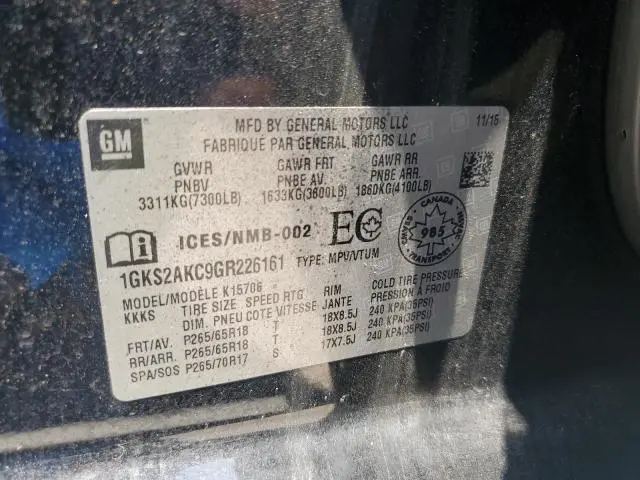 GM
MFD BY GENERAL MOTORS LLC 11/15
FABRIQUÉ PAR GENERAL MOTORS LLC
GVWR GAWR FRT GAWR RR
PNBV PNBE AV. PNBE ARR.
3311KG(7300LB) 1633KG(3600LB) 1860KG(4100LB)
ICES/NMB-002 EC CANADA 985
1GKS2AKC9GR226161 TYPE: MPV/VTUM
MODEL/MODÈLE K15706
KKKS TIRE SIZE SPEED RTG RIM COLD TIRE PRESSURE
DIM. PNEU COTE VITESSE JANTE PRESSION À FROID
FRT/AV. P265/65R18 T 18X8.5J 240 KPA(35PSI)
RR/ARR. P265/65R18 T 18X8.5J 240 KPA(35PSI)
SPA/SOS P265/70R17 S 17X7.5J 240 KPA(35PSI)